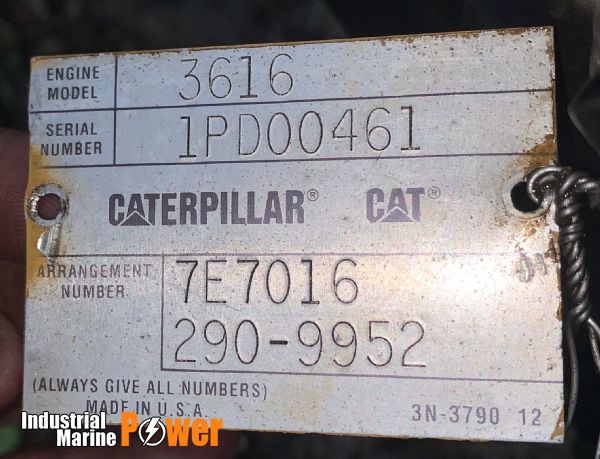 ENGINE MODEL 3616
SERIAL NUMBER 1PD00461
CATERPILLAR® CAT®
ARRANGEMENT NUMBER 7E7016
290-9952
(ALWAYS GIVE ALL NUMBERS)
MADE IN U.S.A. 3N-3790 12
Industrial
Marine Power